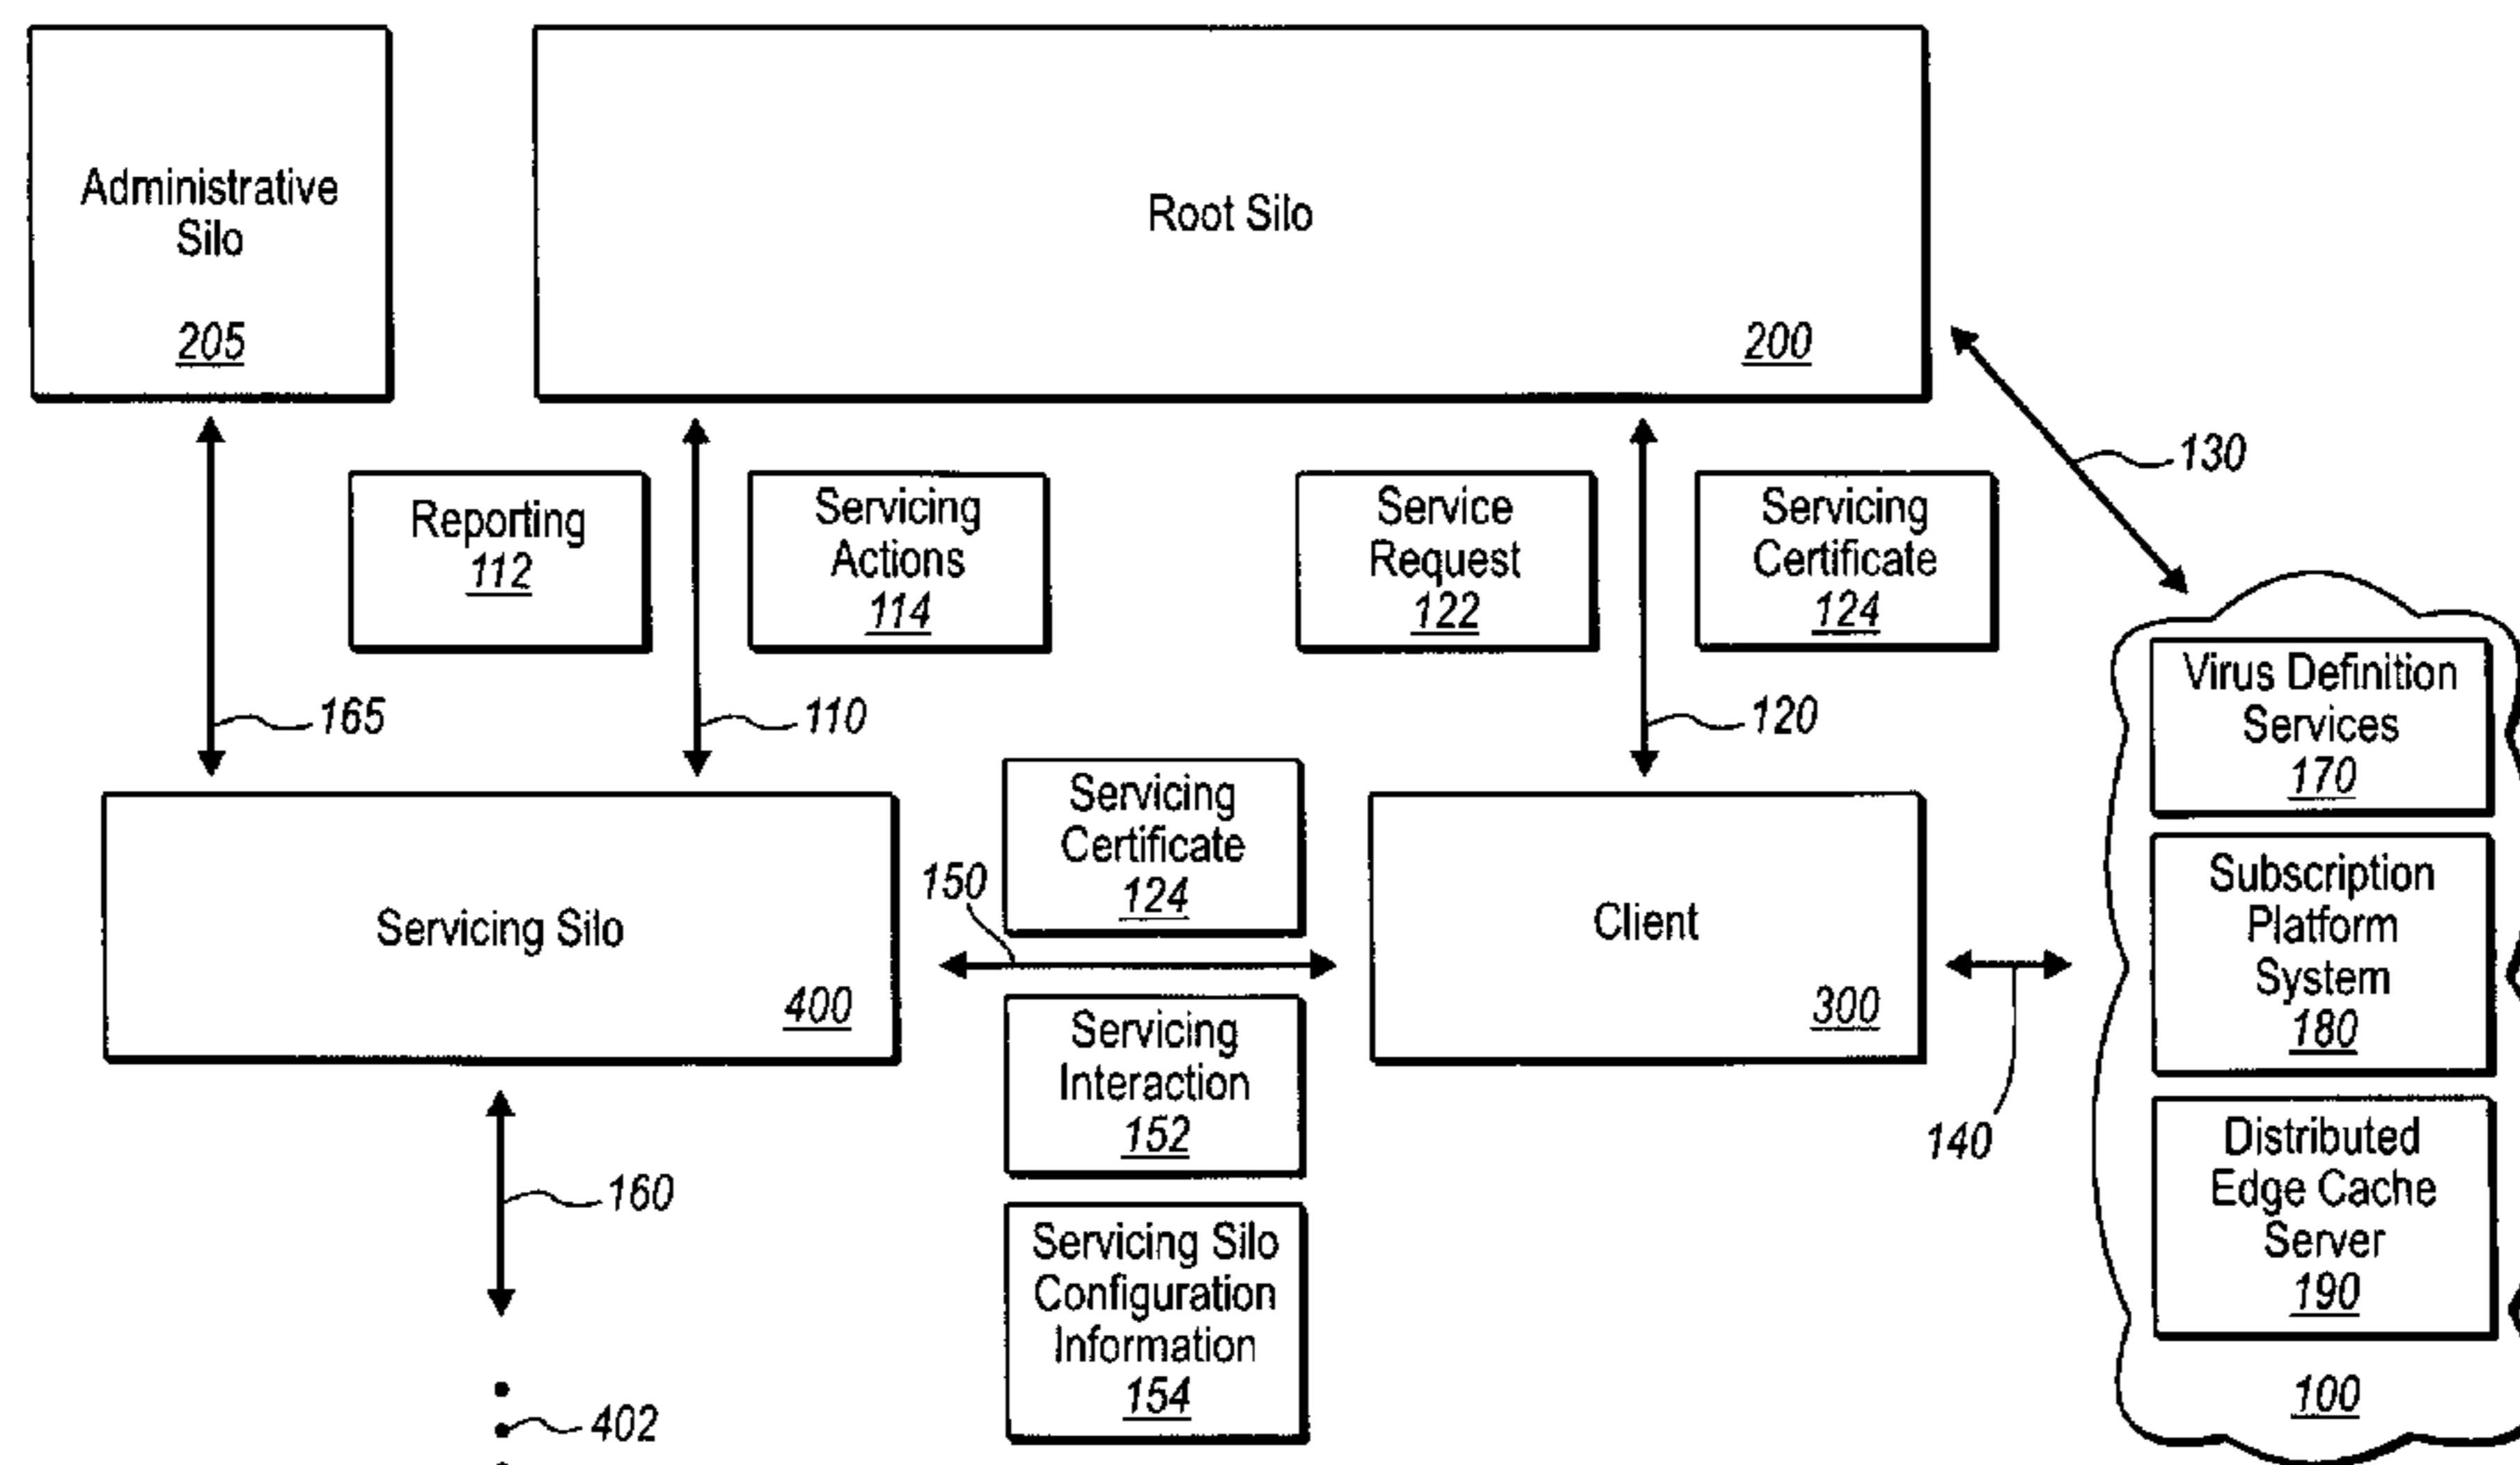 Administrative
Silo
205
Root Silo
200
130
Reporting
112
Servicing
Actions
114
Service
Request
122
Servicing
Certificate
124
165
110
120
Virus Definition
Services
170
Servicing Silo
400
150
Servicing
Certificate
124
Client
300
Subscription
Platform
System
180
Servicing
Interaction
152
140
Distributed
Edge Cache
Server
190
160
Servicing Silo
Configuration
Information
154
100
402